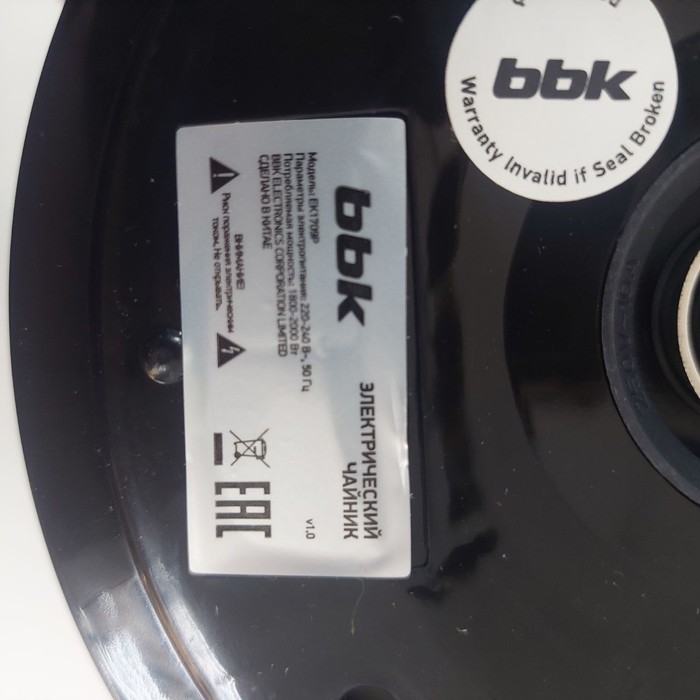 bbk
Warranty Invalid if Seal Broken
bbk
ЭЛЕКТРИЧЕСКИЙ
ЧАЙНИК
Модель: EK1709P
Параметры электропитания: 220-240 В~, 50 Гц
Потребляемая мощность: 1800-2000 Вт
BBK ELECTRONICS CORPORATION LIMITED
СДЕЛАНО В КИТАЕ
v1.0
ВНИМАНИЕ!
Риск поражения электрическим
током. Не открывать.
EAC